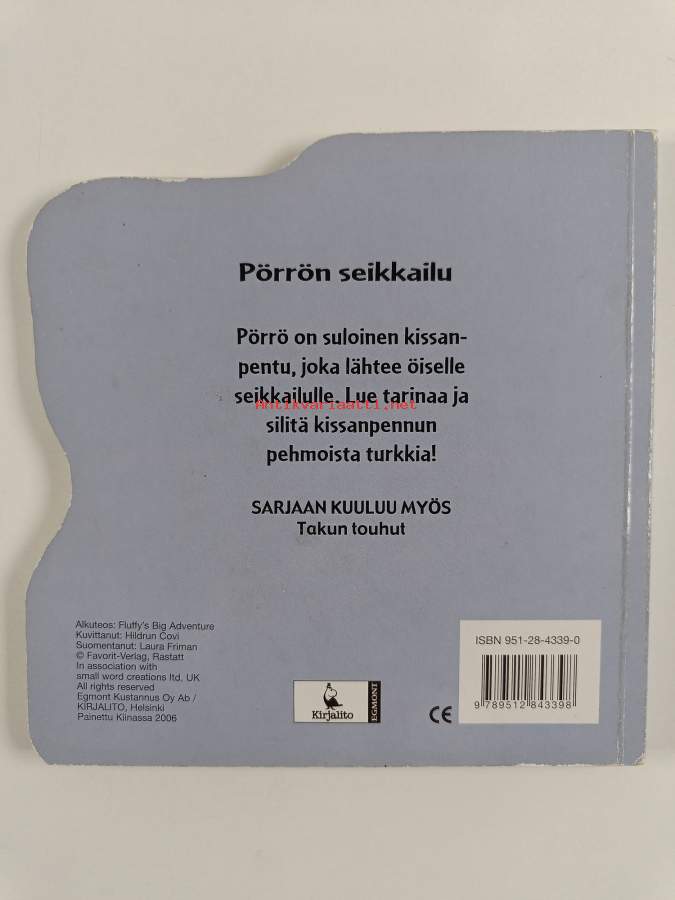 Pörrön seikkailu
Pörrö on suloinen kissan-
pentu, joka lähtee öiselle
seikkailulle. Lue tarinaa ja
Antikvariaatti.net
silitä kissanpennun
pehmoista turkkia!
SARJAAN KUULUU MYÖS
Takun touhut
Alkuteos: Fluffy's Big Adventure
Kuvittanut: Hildrun Covi
Suomentanut: Laura Friman
© Favorit-Verlag, Rastatt
In association with
small word creations ltd. UK
All rights reserved
Egmont Kustannus Oy Ab /
KIRJALITO, Helsinki
Painettu Kiinassa 2006
Kirjalito
EGMONT
CE
ISBN 951-28-4339-0
9 789512 843398